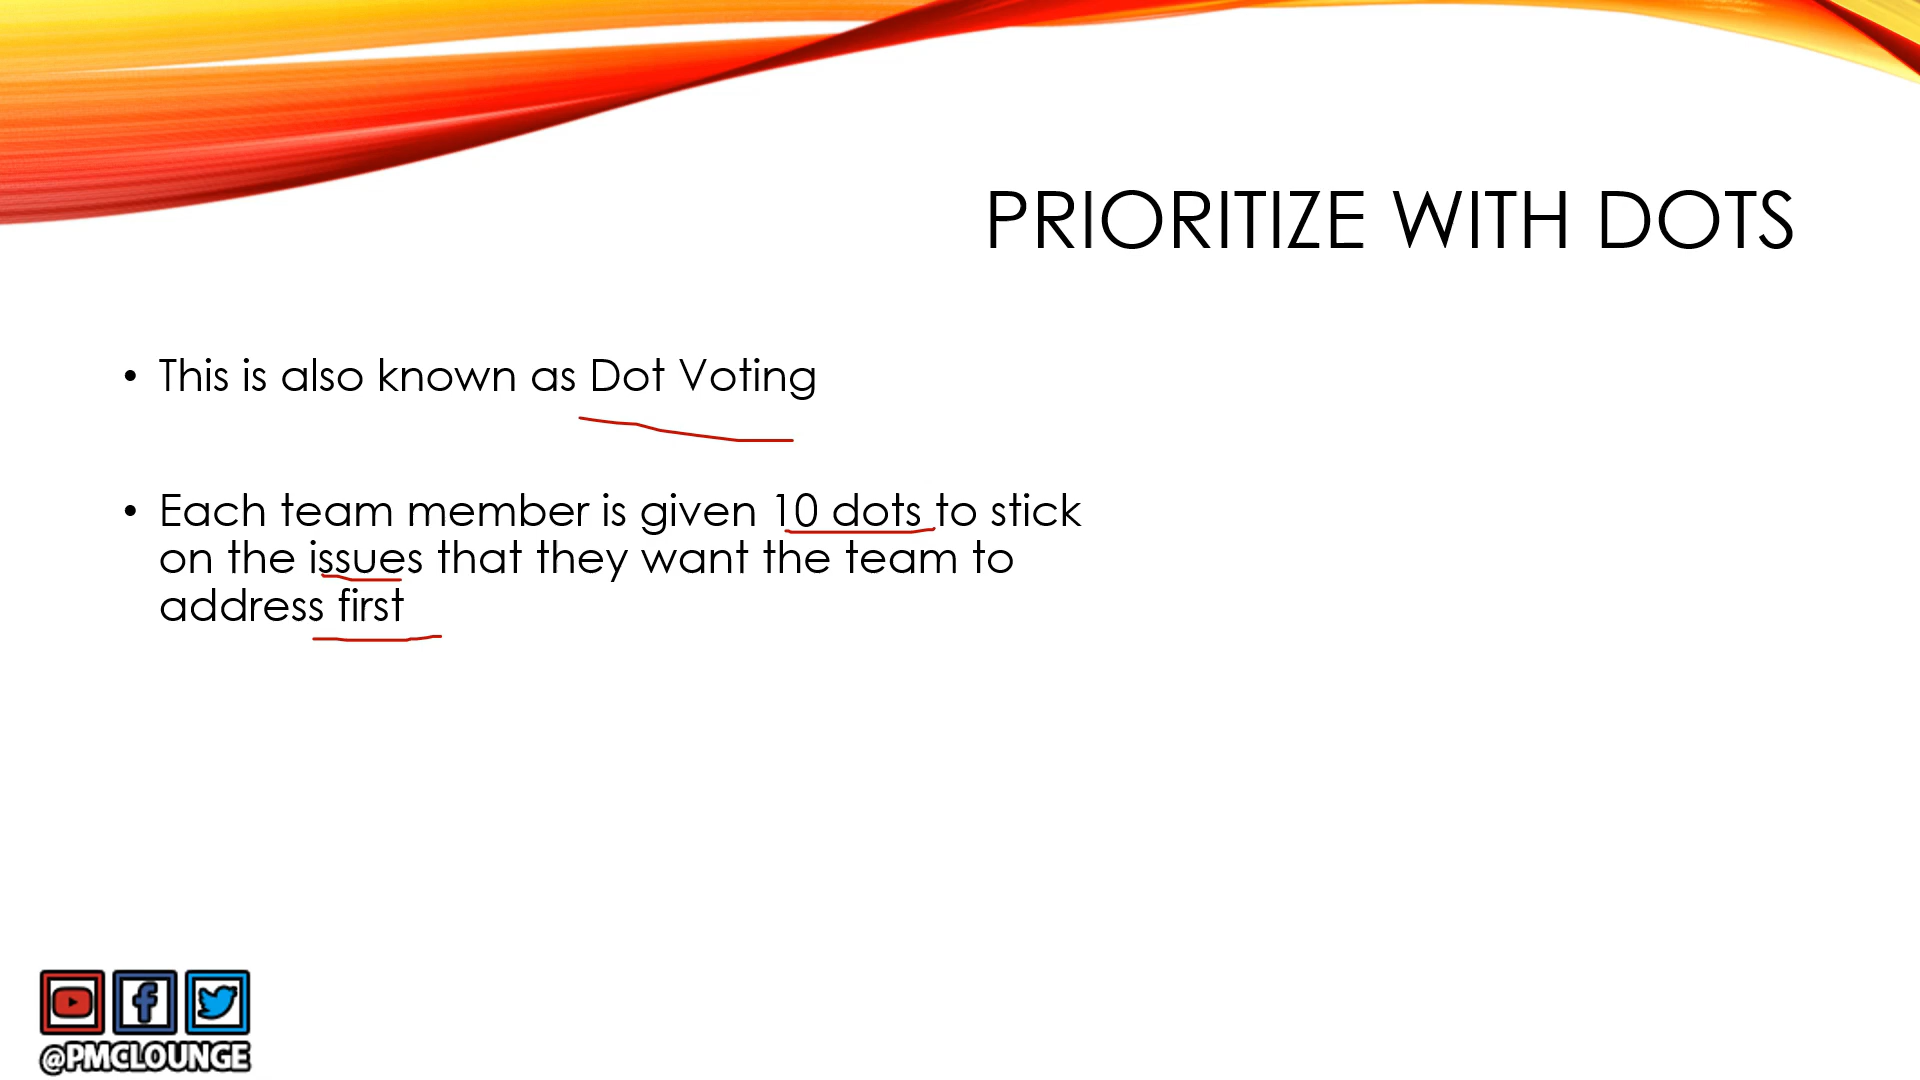 PRIORITIZE WITH DOTS
• This is also known as Dot Voting
• Each team member is given 10 dots to stick
on the issues that they want the team to
address first
@PMCLOUNGE